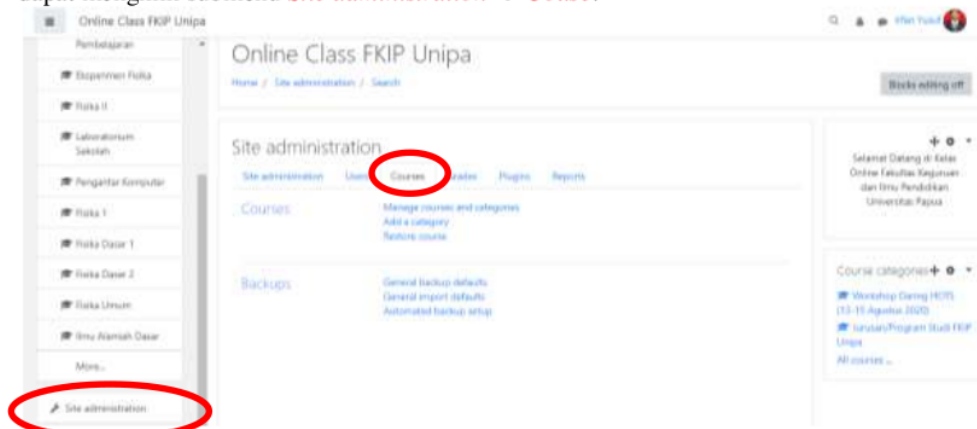 Online Class FKIP Unipa
Irfan Yusuf
Pembelajaran
Eksperimen Fisika
Fisika II
Laboratorium
Sekolah
Pengantar Komputer
Fisika 1
Fisika Dasar 1
Fisika Dasar 2
Fisika Umum
Ilmu Alamiah Dasar
More...
Site administration
Online Class FKIP Unipa
Home / Site administration / Search
Blocks editing off
Site administration
Site administration Users Courses Grades Plugins Reports
Courses
Manage courses and categories
Add a category
Restore course
Backups
General backup defaults
General import defaults
Automated backup setup
Selamat Datang di Kelas
Online Fakultas Keguruan
dan Ilmu Pendidikan
Universitas Papua
Course categories
Workshop Daring HOTS
(13-15 Agustus 2020)
Jurusan/Program Studi FKIP
Unipa
All courses ...